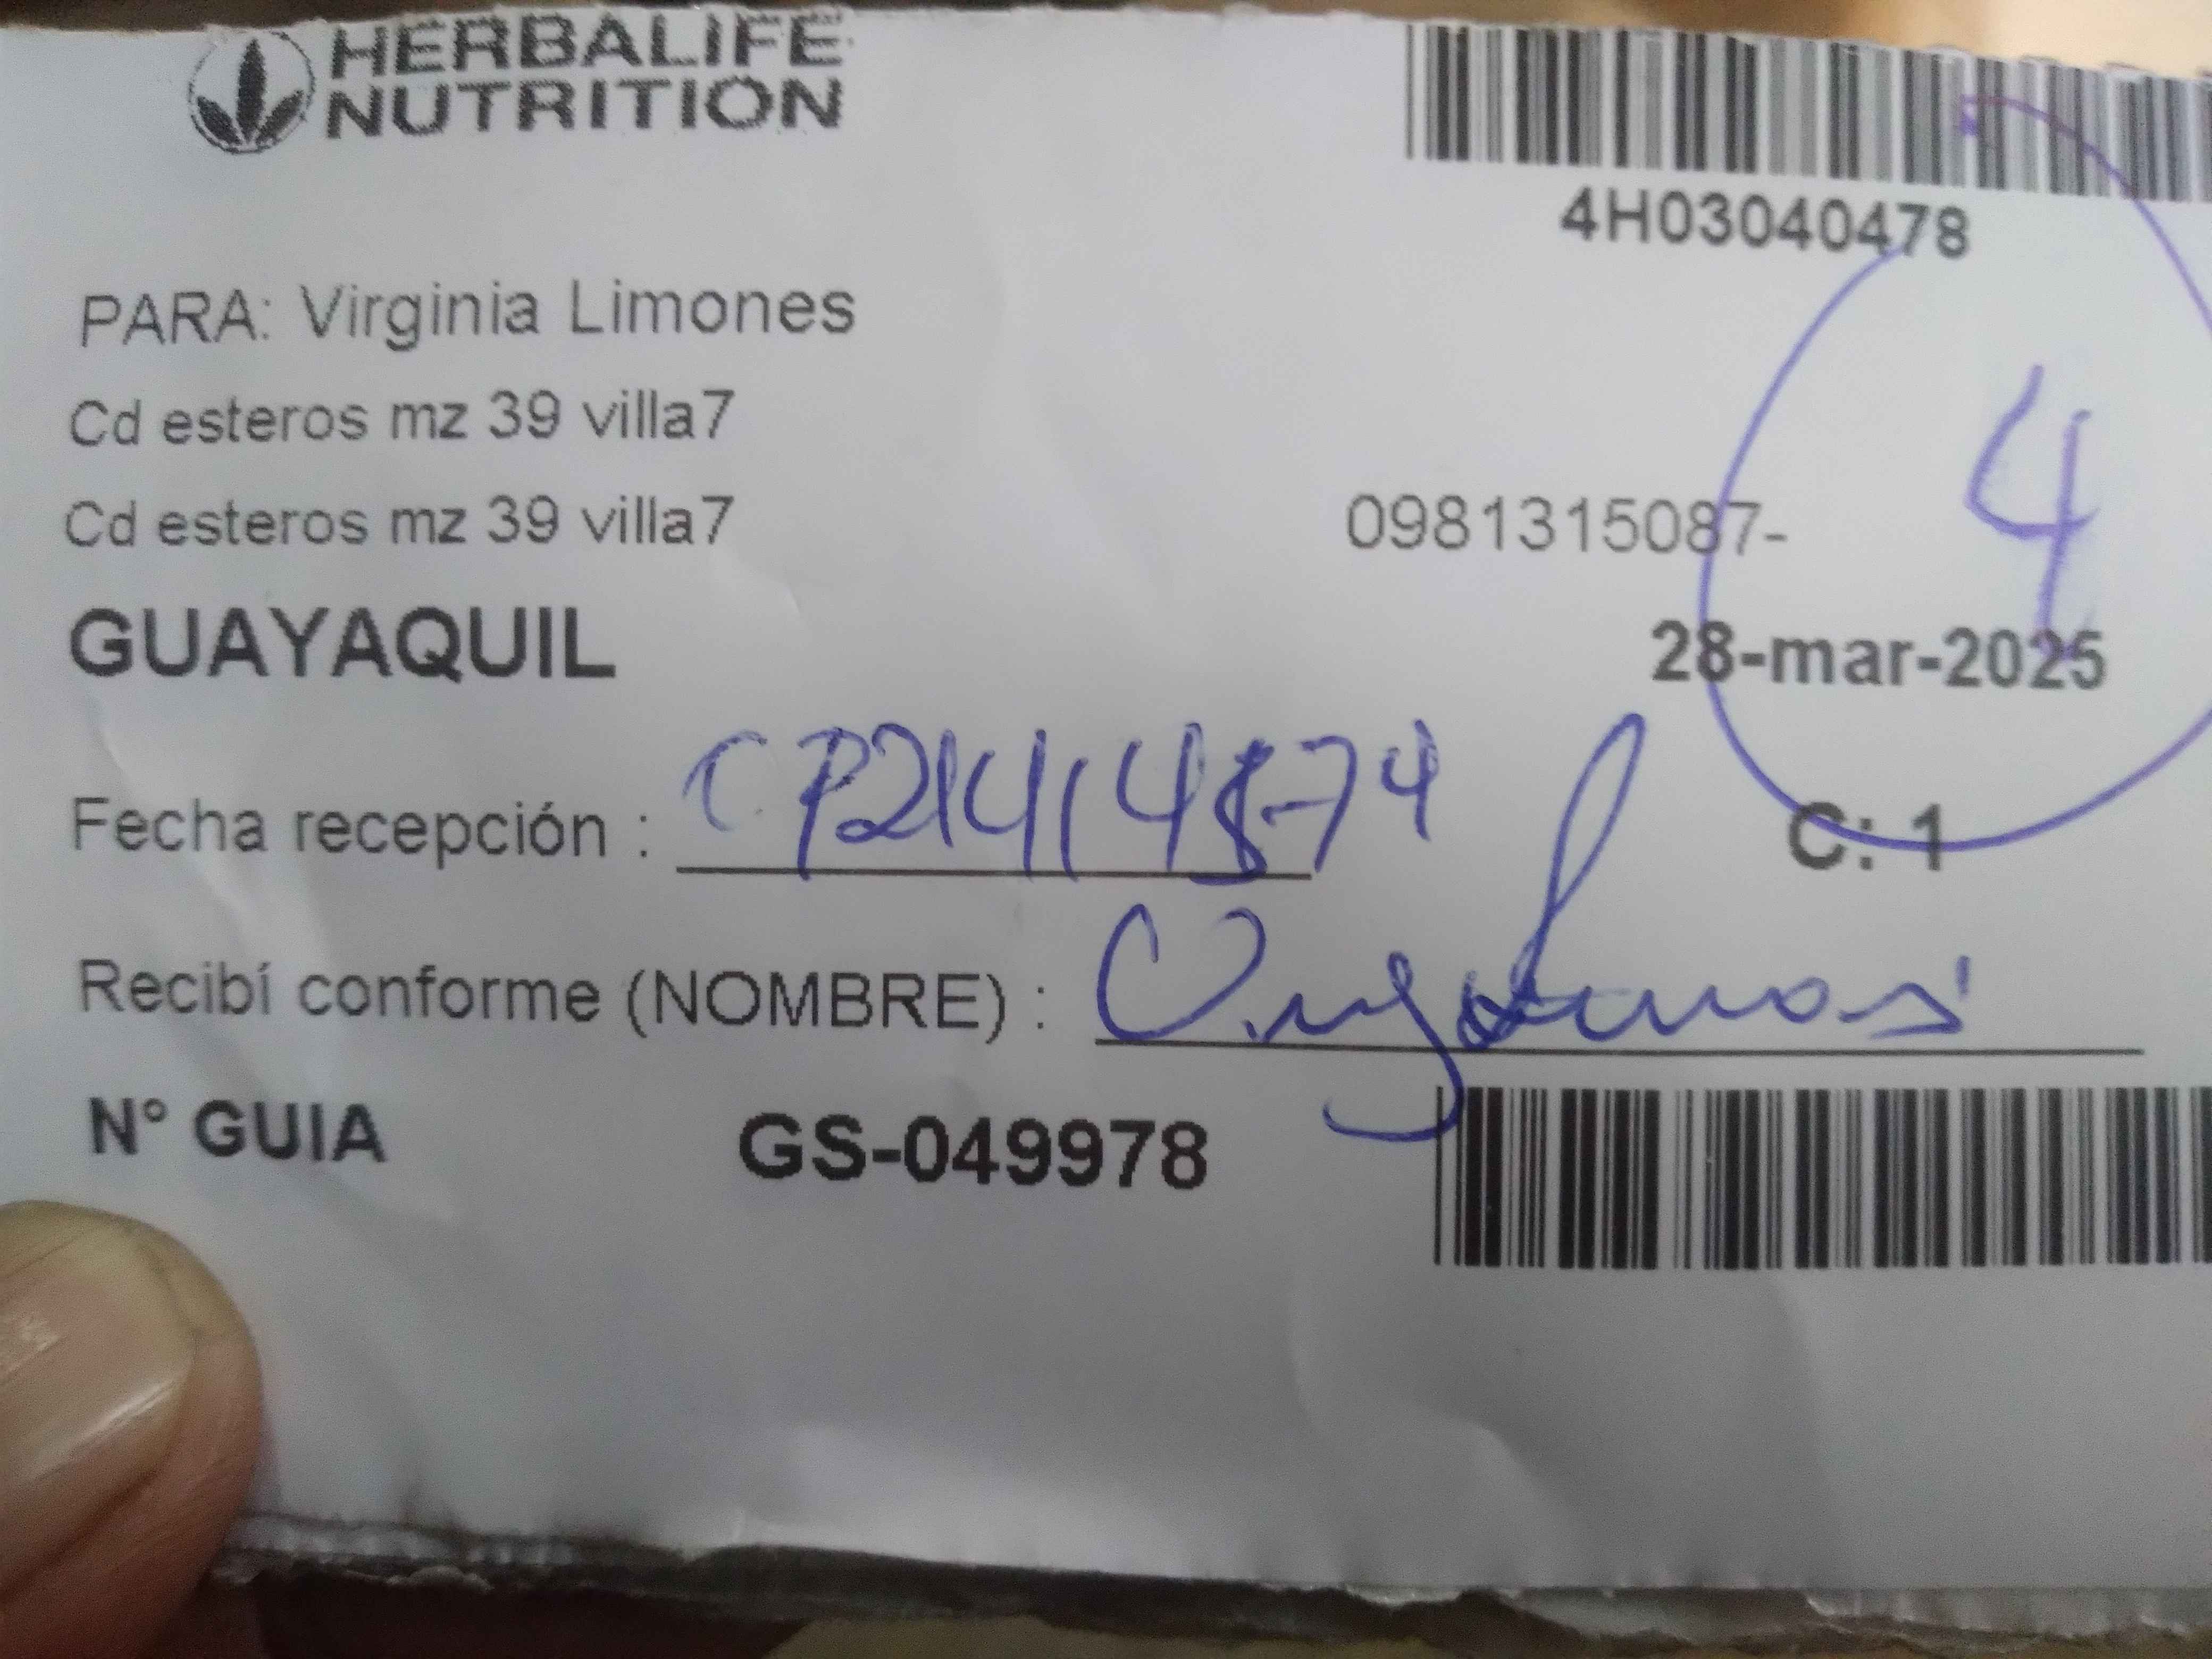 HERBALIFE
NUTRITION
4H03040478
PARA: Virginia Limones
Cd esteros mz 39 villa7
Cd esteros mz 39 villa7
0981315087-
4
GUAYAQUIL
28-mar-2025
Fecha recepción :
C: 1
Recibí conforme (NOMBRE) :
N° GUIA
GS-049978